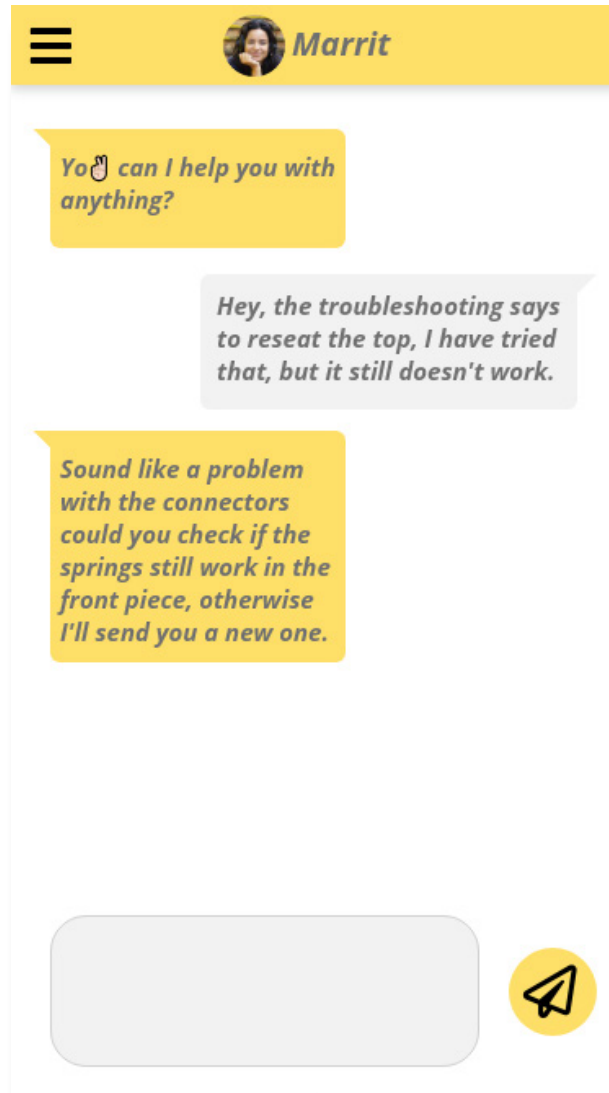 Marrit
Yo✌🏻 can I help you with
anything?
Hey, the troubleshooting says
to reseat the top, I have tried
that, but it still doesn't work.
Sound like a problem
with the connectors
could you check if the
springs still work in the
front piece, otherwise
I'll send you a new one.